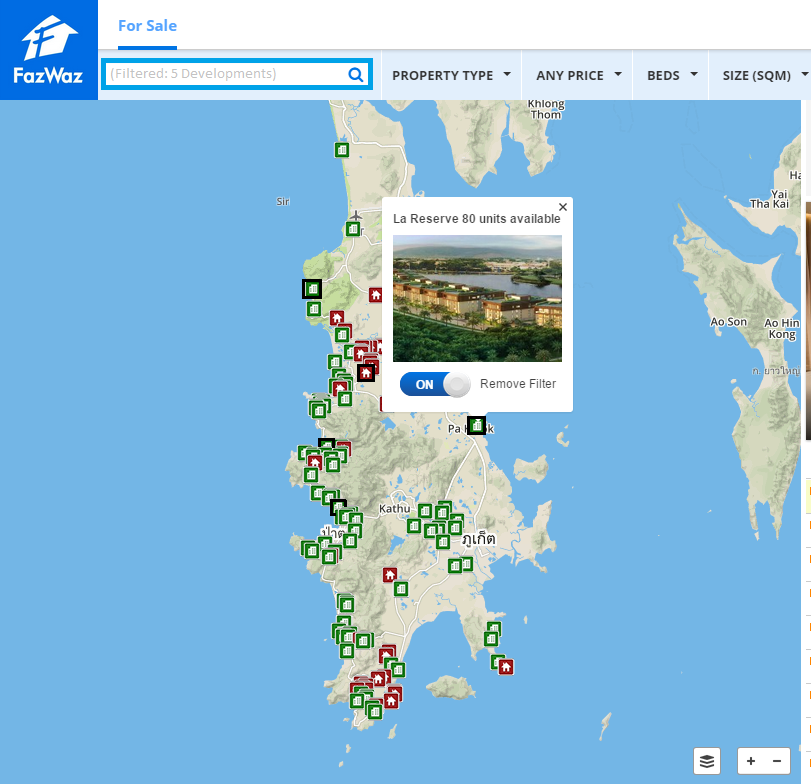 For Sale
FazWaz
(Filtered: 5 Developments)
PROPERTY TYPE
ANY PRICE
BEDS
SIZE (SQM)
Khlong
Thom
Sir
Yai
Tha Kai
La Reserve 80 units available
ON
Remove Filter
Ao Son
Ao Hin
Kong
ก. ยาวใหญ่
Kathu
ภูเก็ต